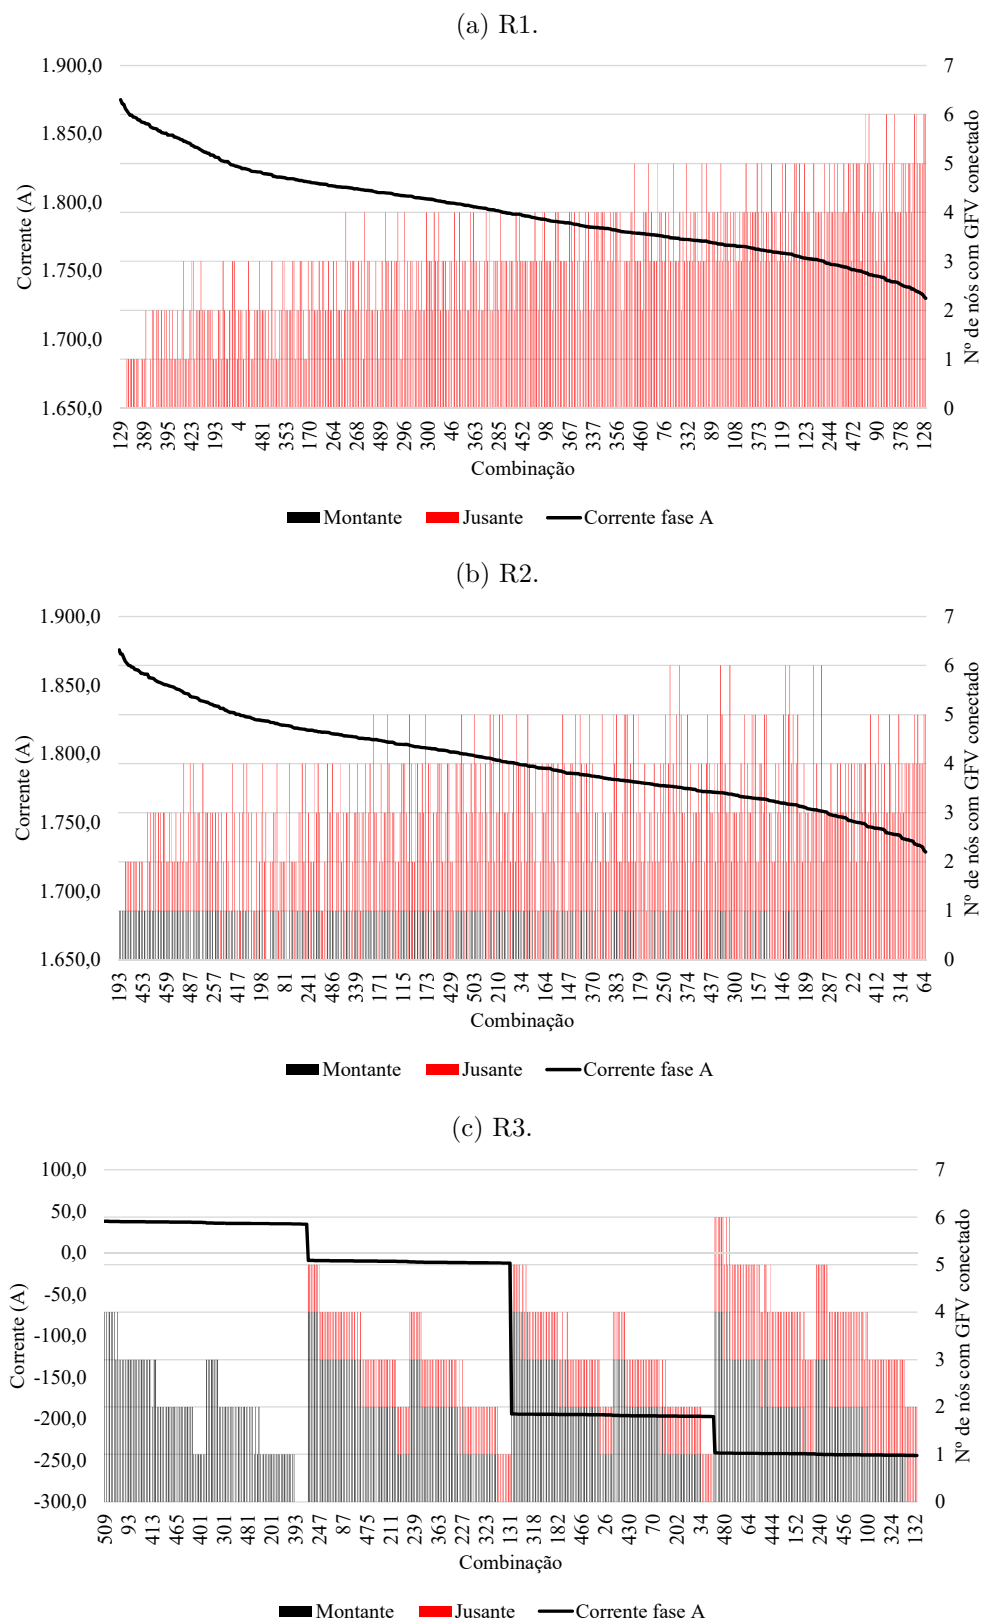 (a) R1.
1.900,0
1.850,0
1.800,0
1.750,0
1.700,0
1.650,0
Corrente (A)
7
6
5
4
3
2
1
0
Nº de nós com GFV conectado
129 389 395 423 193 4 481 353 170 264 268 489 296 300 46 463 285 452 98 367 337 356 460 76 332 89 108 373 119 123 244 472 90 378 128
Combinação
Montante Jusante Corrente fase A
(b) R2.
1.900,0
1.850,0
1.800,0
1.750,0
1.700,0
1.650,0
Corrente (A)
7
6
5
4
3
2
1
0
Nº de nós com GFV conectado
193 453 459 487 257 417 198 81 241 486 339 171 115 173 429 503 210 34 164 147 370 383 179 250 374 437 300 157 146 189 287 22 412 314 64
Combinação
Montante Jusante Corrente fase A
(c) R3.
100,0
50,0
0,0
-50,0
-100,0
-150,0
-200,0
-250,0
-300,0
Corrente (A)
7
6
5
4
3
2
1
0
Nº de nós com GFV conectado
509 93 413 465 401 301 481 201 393 247 87 475 211 239 363 227 323 131 318 182 466 26 430 70 202 34 480 64 444 152 240 456 100 324 132
Combinação
Montante Jusante Corrente fase A